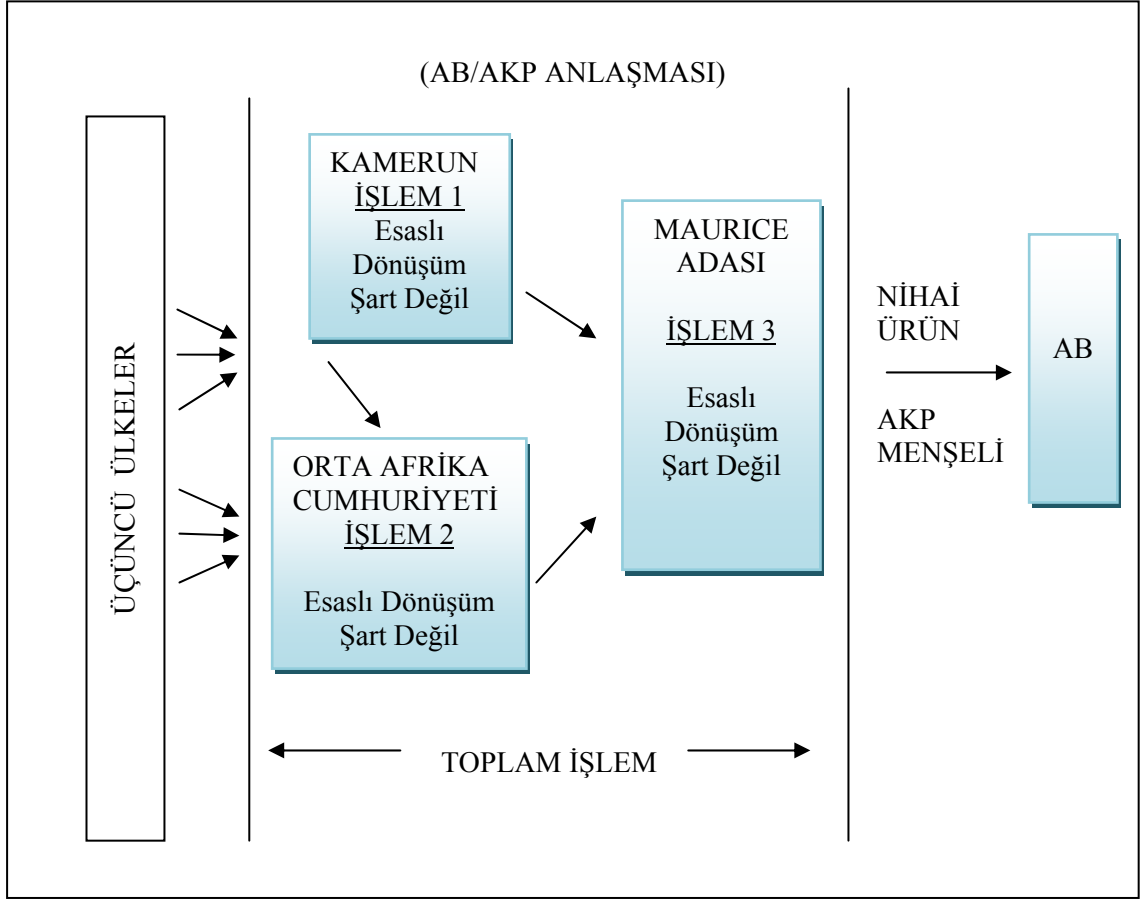 (AB/AKP ANLAŞMASI)
ÜÇÜNCÜ ÜLKELER
KAMERUN
İŞLEM 1
Esaslı
Dönüşüm
Şart Değil
ORTA AFRİKA
CUMHURİYETİ
İŞLEM 2
Esaslı Dönüşüm
Şart Değil
MAURICE
ADASI
İŞLEM 3
Esaslı
Dönüşüm
Şart Değil
NİHAİ
ÜRÜN
AKP
MENŞELİ
AB
TOPLAM İŞLEM